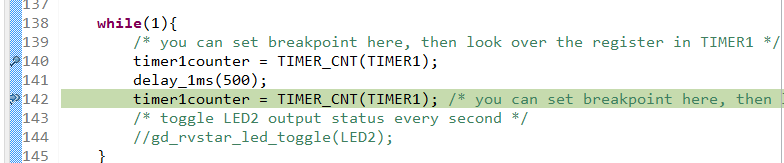 137
138 while(1){
139 /* you can set breakpoint here, then look over the register in TIMER1 */
140 timer1counter = TIMER_CNT(TIMER1);
141 delay_1ms(500);
142 timer1counter = TIMER_CNT(TIMER1); /* you can set breakpoint here, then
143 /* toggle LED2 output status every second */
144 //gd_rvstar_led_toggle(LED2);
145 }